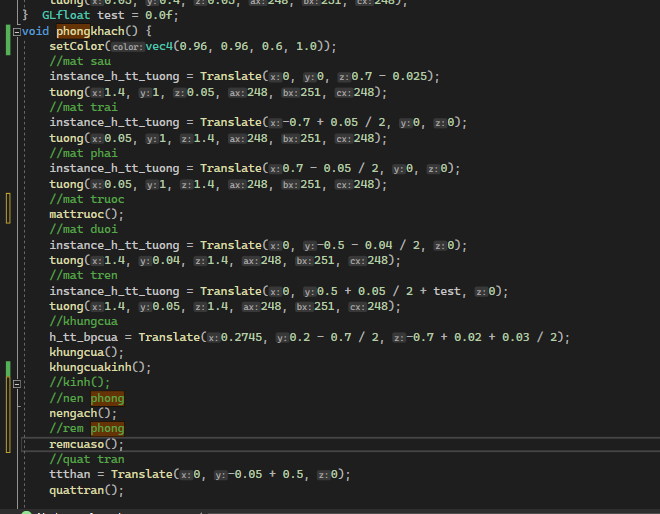 tuong(x:0.05, y:0.4, z:0.05, ax:248, bx:251, cx:248);
} GLfloat test = 0.0f;
void phongkhach() {
setColor(color:vec4(0.96, 0.96, 0.6, 1.0));
//mat sau
instance_h_tt_tuong = Translate(x:0, y:0, z:0.7 - 0.025);
tuong(x:1.4, y:1, z:0.05, ax:248, bx:251, cx:248);
//mat trai
instance_h_tt_tuong = Translate(x:-0.7 + 0.05 / 2, y:0, z:0);
tuong(x:0.05, y:1, z:1.4, ax:248, bx:251, cx:248);
//mat phai
instance_h_tt_tuong = Translate(x:0.7 - 0.05 / 2, y:0, z:0);
tuong(x:0.05, y:1, z:1.4, ax:248, bx:251, cx:248);
//mat truoc
mattruoc();
//mat duoi
instance_h_tt_tuong = Translate(x:0, y:-0.5 - 0.04 / 2, z:0);
tuong(x:1.4, y:0.04, z:1.4, ax:248, bx:251, cx:248);
//mat tren
instance_h_tt_tuong = Translate(x:0, y:0.5 + 0.05 / 2 + test, z:0);
tuong(x:1.4, y:0.05, z:1.4, ax:248, bx:251, cx:248);
//khungcua
h_tt_bpcua = Translate(x:0.2745, y:0.2 - 0.7 / 2, z:-0.7 + 0.02 + 0.03 / 2);
khungcua();
khungcuakinh();
//kinh();
//nen phong
nengach();
//rem phong
remcuaso();
//quat tran
ttthan = Translate(x:0, y:-0.05 + 0.5, z:0);
quattran();